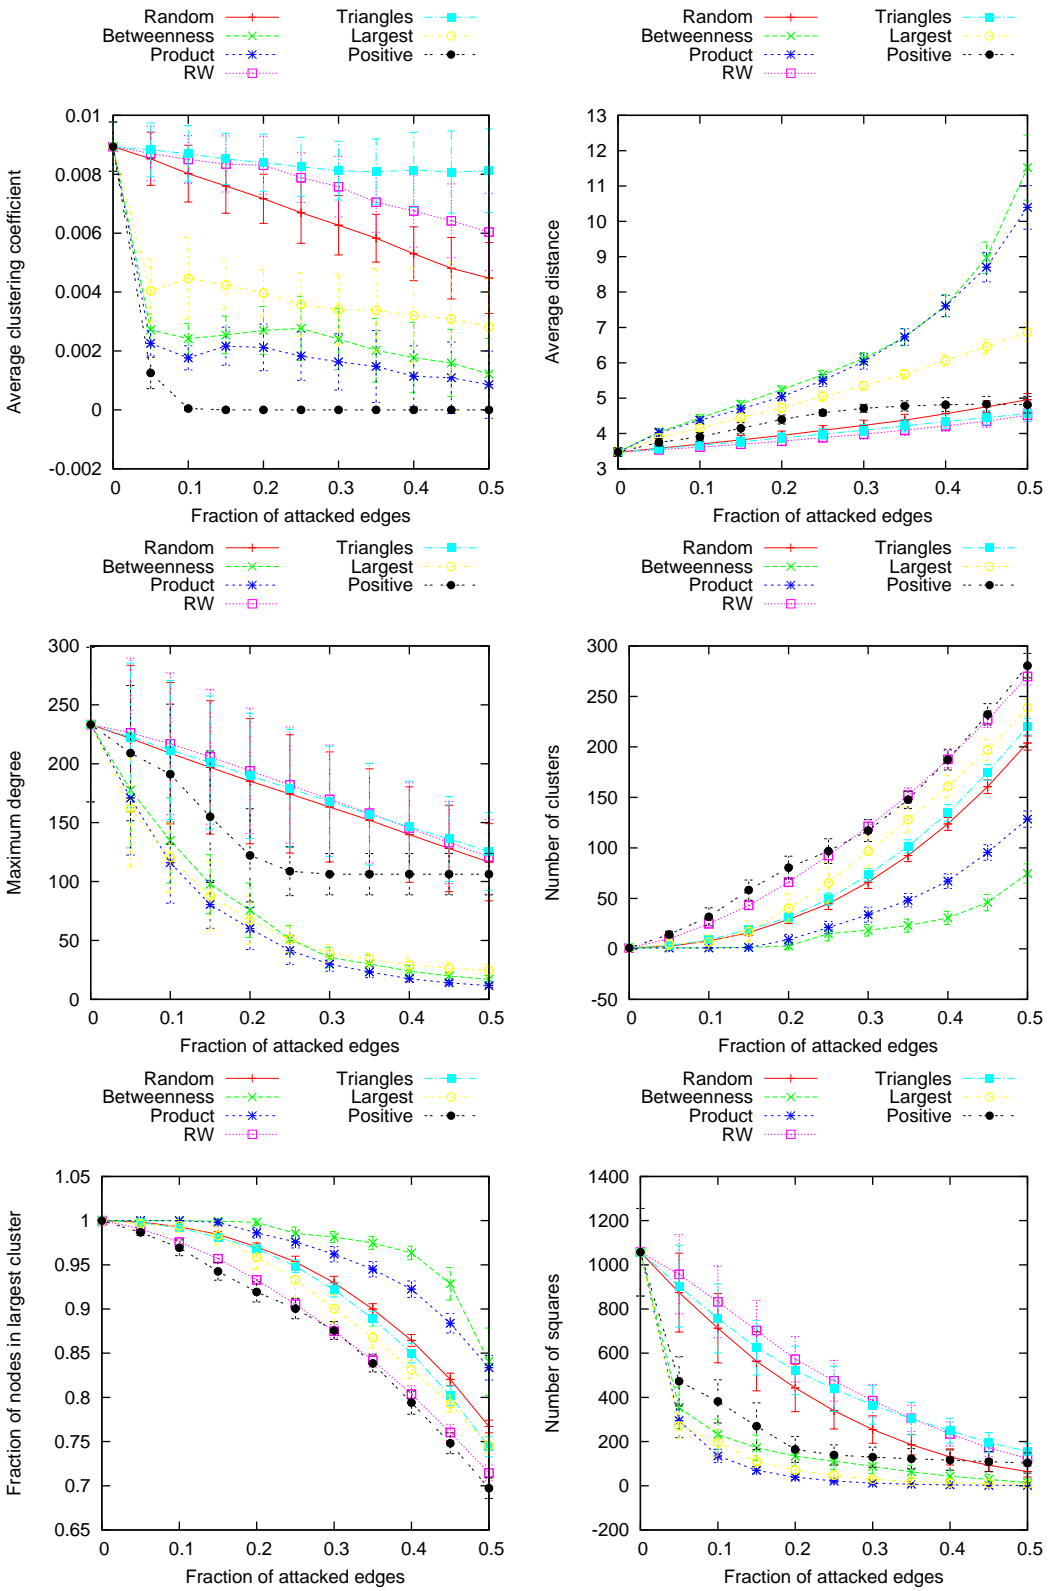 Random
Betweenness
Product
RW
Triangles
Largest
Positive
0.01
0.008
0.006
0.004
0.002
0
-0.002
Average clustering coefficient
0 0.1 0.2 0.3 0.4 0.5
Fraction of attacked edges
Random
Betweenness
Product
RW
Triangles
Largest
Positive
13
12
11
10
9
8
7
6
5
4
3
Average distance
0 0.1 0.2 0.3 0.4 0.5
Fraction of attacked edges
Random
Betweenness
Product
RW
Triangles
Largest
Positive
300
250
200
150
100
50
0
Maximum degree
0 0.1 0.2 0.3 0.4 0.5
Fraction of attacked edges
Random
Betweenness
Product
RW
Triangles
Largest
Positive
300
250
200
150
100
50
0
-50
Number of clusters
0 0.1 0.2 0.3 0.4 0.5
Fraction of attacked edges
Random
Betweenness
Product
RW
Triangles
Largest
Positive
1.05
1
0.95
0.9
0.85
0.8
0.75
0.7
0.65
Fraction of nodes in largest cluster
0 0.1 0.2 0.3 0.4 0.5
Fraction of attacked edges
Random
Betweenness
Product
RW
Triangles
Largest
Positive
1400
1200
1000
800
600
400
200
0
-200
Number of squares
0 0.1 0.2 0.3 0.4 0.5
Fraction of attacked edges